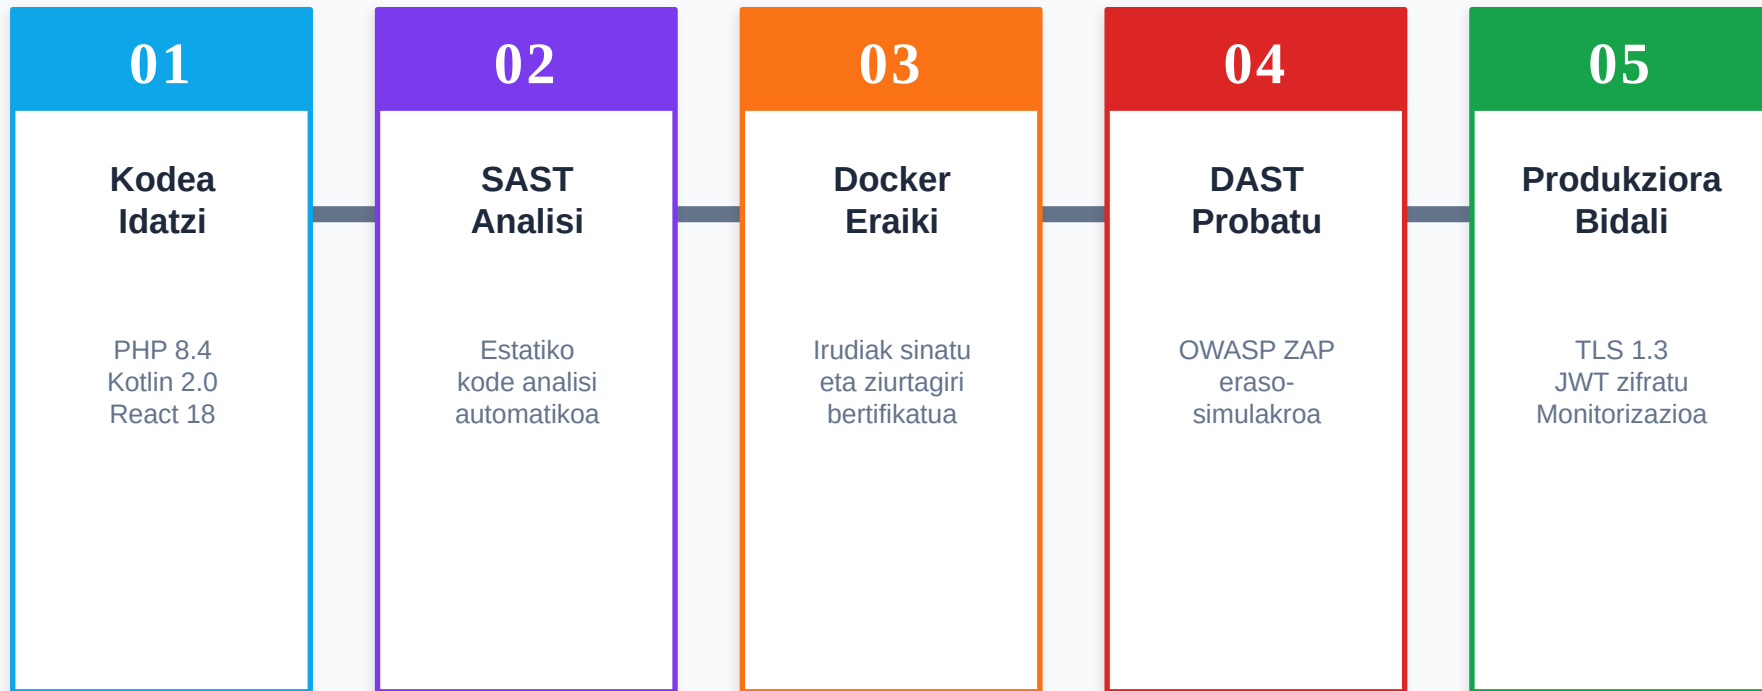 01
Kodea
Idatzi
PHP 8.4
Kotlin 2.0
React 18
02
SAST
Analisi
Estatiko
kode analisi
automatikoa
03
Docker
Eraiki
Irudiak sinatu
eta ziurtagiri
bertifikatua
04
DAST
Probatu
OWASP ZAP
eraso-
simulakroa
05
Produkziora
Bidali
TLS 1.3
JWT zifratu
Monitorizazioa